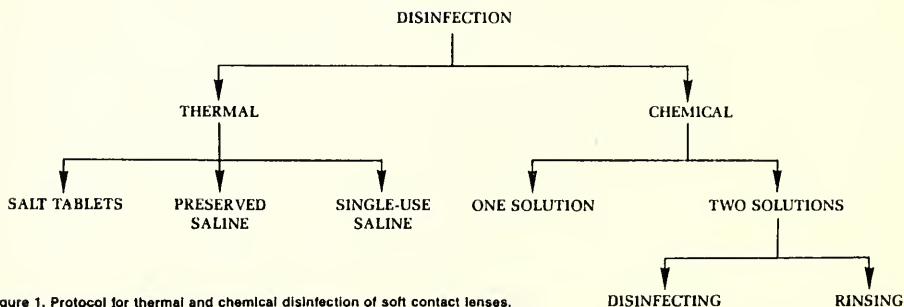 DISINFECTION
THERMAL
CHEMICAL
SALT TABLETS
PRESERVED
SALINE
SINGLE-USE
SALINE
ONE SOLUTION
TWO SOLUTIONS
DISINFECTING
RINSING
gure 1. Protocol for thermal and chemical disinfection of soft contact lenses.